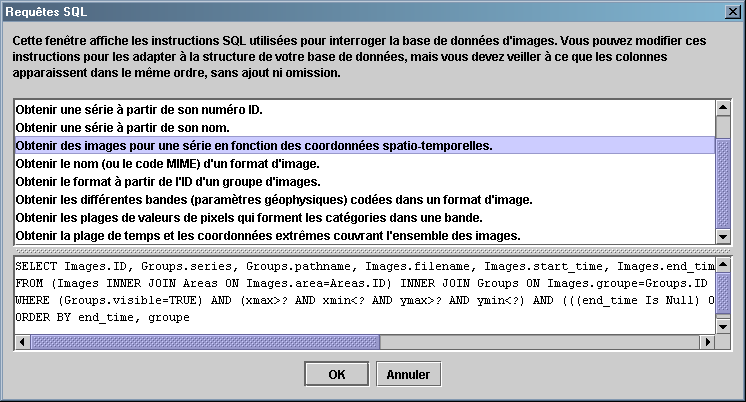 Requêtes SQL
Cette fenêtre affiche les instructions SQL utilisées pour interroger la base de données d'images. Vous pouvez modifier ces
instructions pour les adapter à la structure de votre base de données, mais vous devez veiller à ce que les colonnes
apparaissent dans le même ordre, sans ajout ni omission.
Obtenir une série à partir de son numéro ID.
Obtenir une série à partir de son nom.
Obtenir des images pour une série en fonction des coordonnées spatio-temporelles.
Obtenir le nom (ou le code MIME) d'un format d'image.
Obtenir le format à partir de l'ID d'un groupe d'images.
Obtenir les différentes bandes (paramètres géophysiques) codées dans un format d'image.
Obtenir les plages de valeurs de pixels qui forment les catégories dans une bande.
Obtenir la plage de temps et les coordonnées extrêmes couvrant l'ensemble des images.
SELECT Images.ID, Groups.series, Groups.pathname, Images.filename, Images.start_time, Images.end_tim
FROM (Images INNER JOIN Areas ON Images.area=Areas.ID) INNER JOIN Groups ON Images.groupe=Groups.ID
WHERE (Groups.visible=TRUE) AND (xmax>? AND xmin<? AND ymax>? AND ymin<?) AND (((end_time Is Null) O
ORDER BY end_time, groupe
OK
Annuler